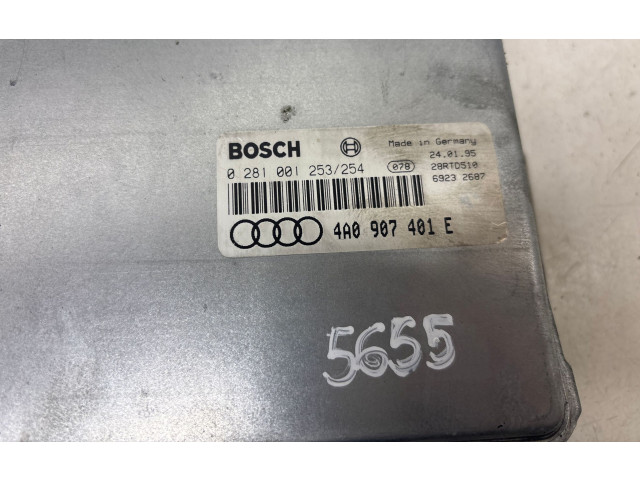 BOSCH Made in Germany
24.01.95
0 281 001 253/254 078 28RTD510
6923 2687
4A0 907 401 E
5655